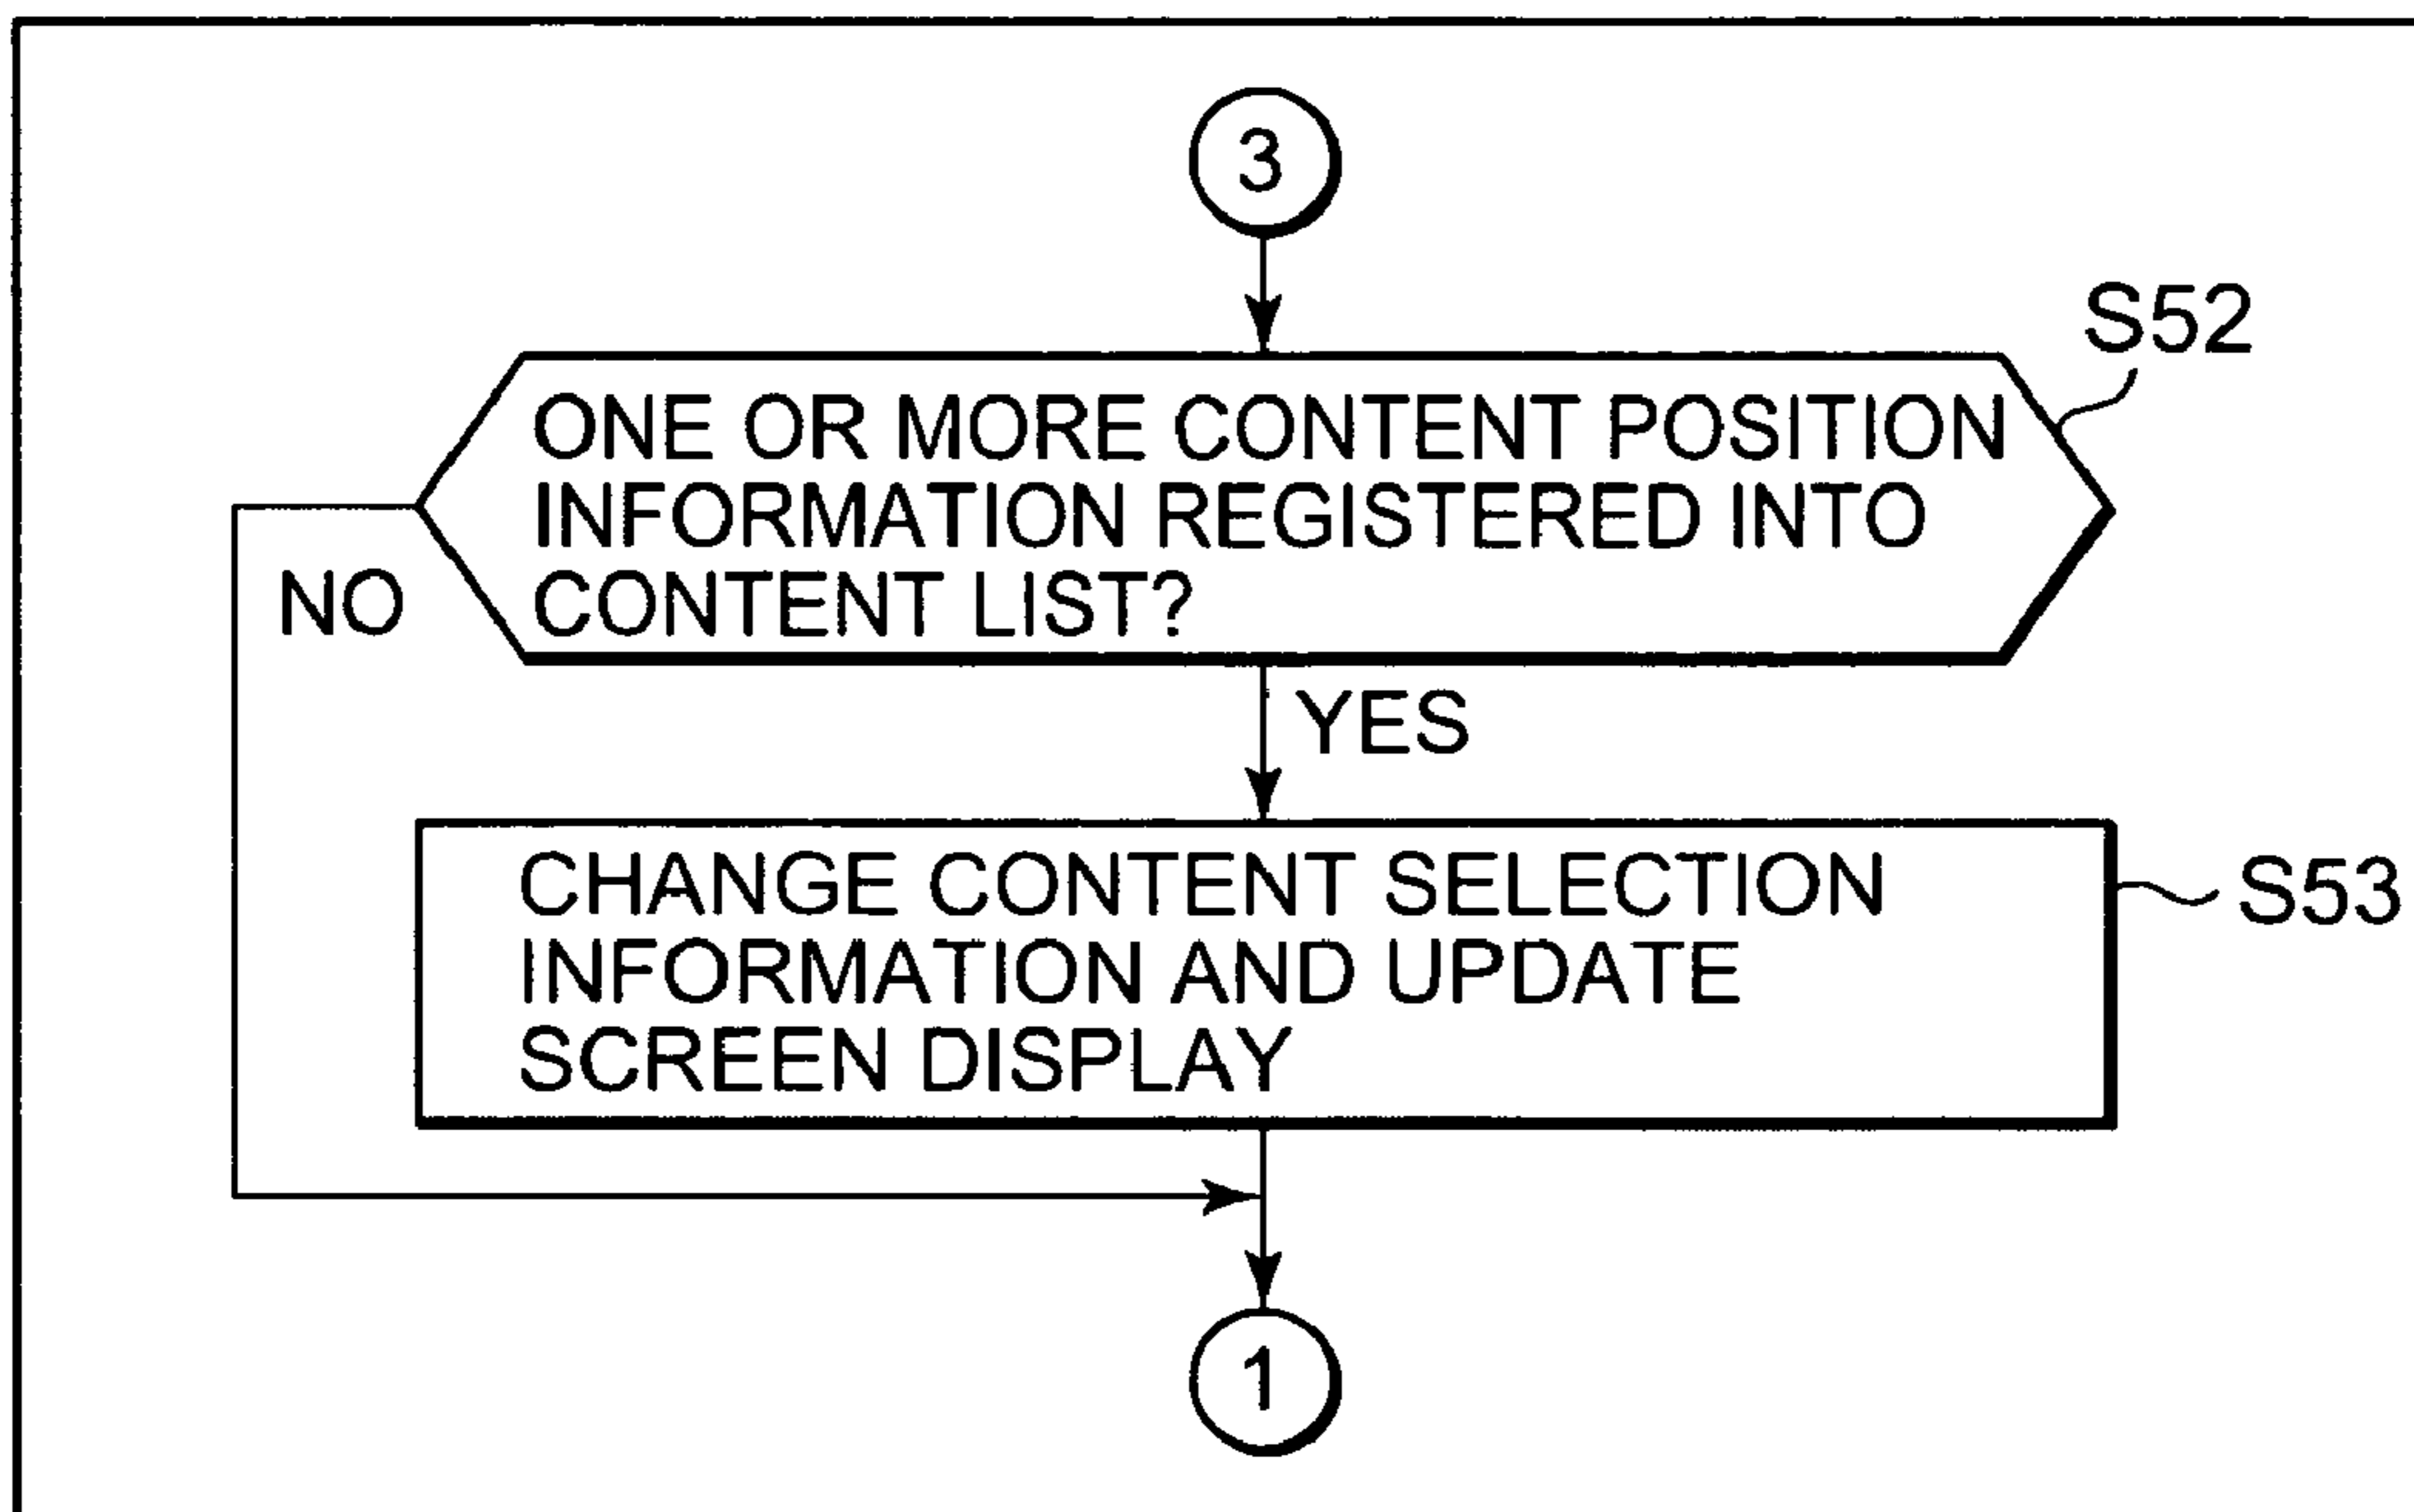 3
S52
ONE OR MORE CONTENT POSITION
INFORMATION REGISTERED INTO
CONTENT LIST?
NO
YES
CHANGE CONTENT SELECTION
INFORMATION AND UPDATE
SCREEN DISPLAY
S53
1